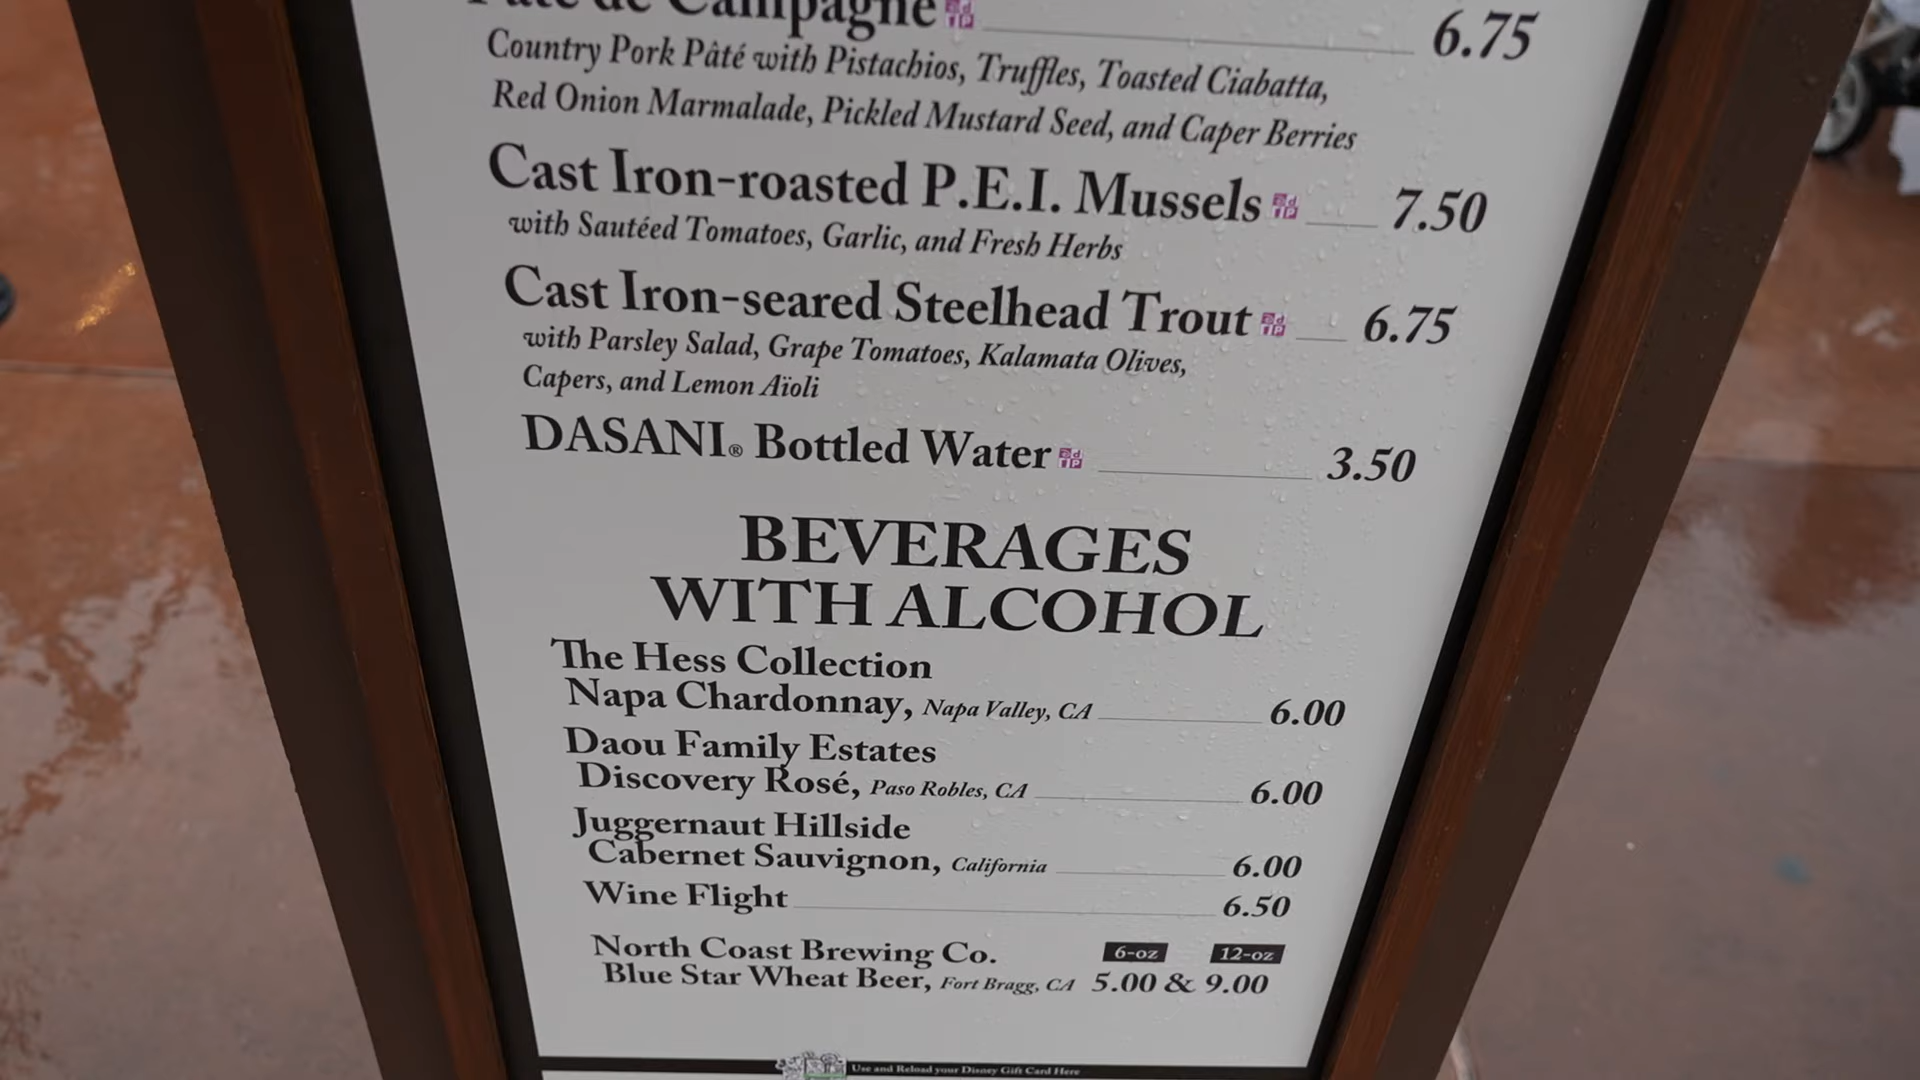 Pâté de Campagne 6.75
Country Pork Pâté with Pistachios, Truffles, Toasted Ciabatta,
Red Onion Marmalade, Pickled Mustard Seed, and Caper Berries
Cast Iron-roasted P.E.I. Mussels 7.50
with Sautéed Tomatoes, Garlic, and Fresh Herbs
Cast Iron-seared Steelhead Trout 6.75
with Parsley Salad, Grape Tomatoes, Kalamata Olives,
Capers, and Lemon Aïoli
DASANI® Bottled Water 3.50
BEVERAGES
WITH ALCOHOL
The Hess Collection
Napa Chardonnay, Napa Valley, CA 6.00
Daou Family Estates
Discovery Rosé, Paso Robles, CA 6.00
Juggernaut Hillside
Cabernet Sauvignon, California 6.00
Wine Flight 6.50
North Coast Brewing Co. 6-oz 12-oz
Blue Star Wheat Beer, Fort Bragg, CA 5.00 & 9.00
Use and Reload your Disney Gift Card Here